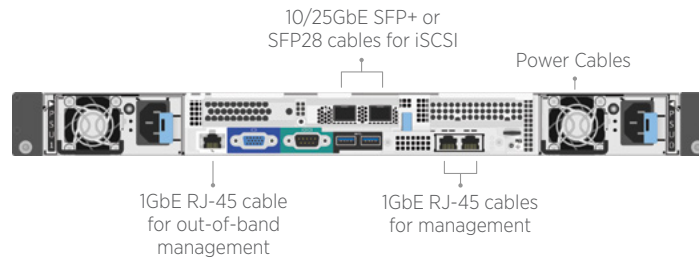 10/25GbE SFP+ or
SFP28 cables for iSCSI
Power Cables
1GbE RJ-45 cable
for out-of-band
management
1GbE RJ-45 cables
for management